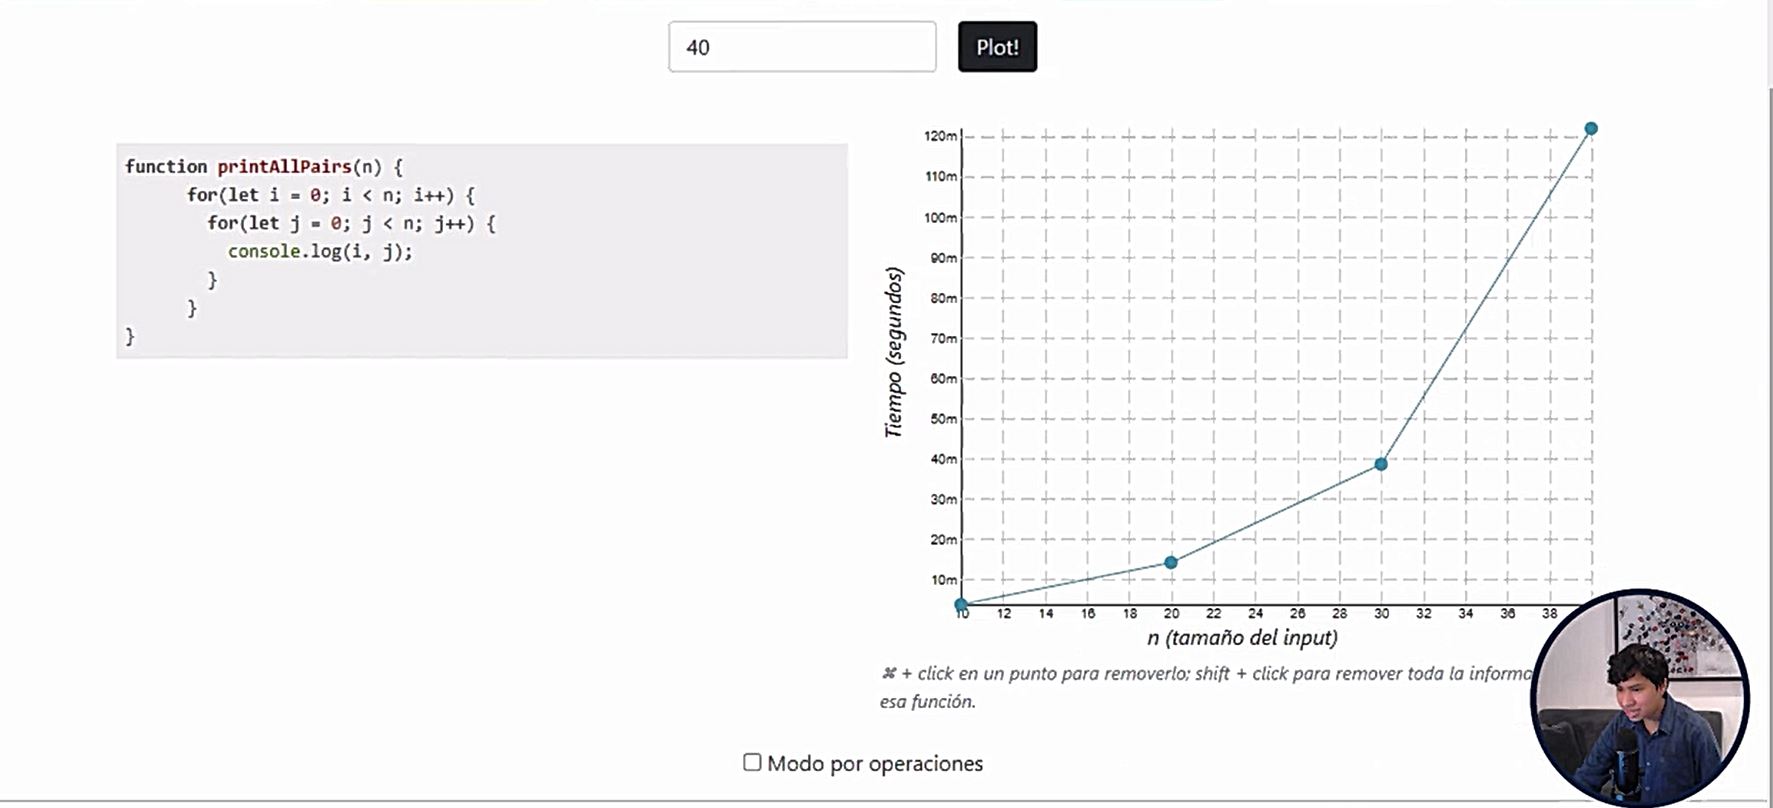 40
Plot!
function printAllPairs(n) {
for(let i = 0; i < n; i++) {
for(let j = 0; j < n; j++) {
console.log(i, j);
}
}
}
Tiempo (segundos)
120m
110m
100m
90m
80m
70m
60m
50m
40m
30m
20m
10m
10 12 14 16 18 20 22 24 26 28 30 32 34 36 38
n (tamaño del input)
⌘ + click en un punto para removerlo; shift + click para remover toda la
esa función.
Modo por operaciones